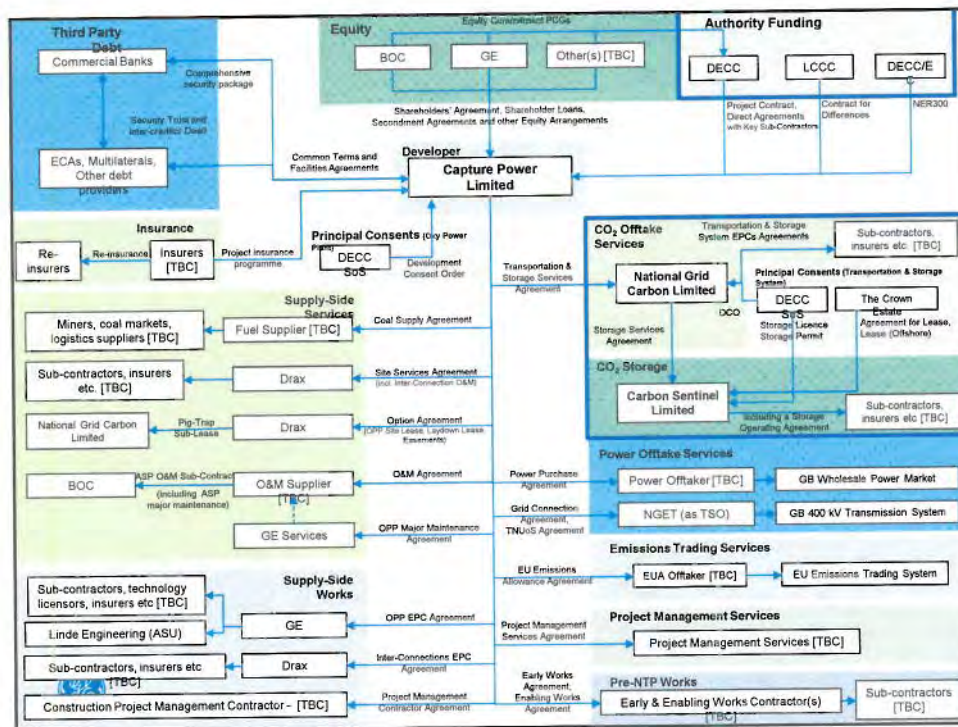 Third Party
Debt
Commercial Banks
Comprehensive
security package
Security Trust and
Inter-creditor Deed
ECAs, Multilaterals,
Other debt
providers
Equity
Equity Commitment PCGs
BOC
GE
Other(s) [TBC]
Shareholders' Agreement, Shareholder Loans,
Secondment Agreements and other Equity Arrangements
Authority Funding
DECC
LCCC
DECC/E
C
Project Contract,
Direct Agreements
with Key Sub-Contractors
Contract for
Differences
NER300
Common Terms and
Facilities Agreements
Developer
Capture Power
Limited
Insurance
Re-
insurers
Re-insurance
Insurers
[TBC]
Project insurance
programme
Principal Consents (Oxy Power
Plant)
DECC
SoS
Development
Consent Order
Transportation &
Storage Services
Agreement
CO2 Offtake
Services
Transportation & Storage
System EPCs Agreements
Sub-contractors,
insurers etc. [TBC]
National Grid
Carbon Limited
Principal Consents (Transportation & Storage
System)
DCO
DECC
SoS
The Crown
Estate
Storage Services
Agreement
Storage Licence
Storage Permit
Agreement for Lease,
Lease (Offshore)
CO2 Storage
Carbon Sentinel
Limited
Including a Storage
Operating Agreement
Sub-contractors,
insurers etc [TBC]
Supply-Side
Services
Miners, coal markets,
logistics suppliers [TBC]
Fuel Supplier [TBC]
Coal Supply Agreement
Sub-contractors, insurers
etc. [TBC]
Drax
Site Services Agreement
(incl. Inter-Connection O&M)
National Grid Carbon
Limited
Pig-Trap
Sub-Lease
Drax
Option Agreement
(OPP Site Lease, Laydown Lease,
Easements)
BOC
ASP O&M Sub-Contract
(including ASP
major maintenance)
O&M Supplier
[TBC]
O&M Agreement
GE Services
OPP Major Maintenance
Agreement
Power Offtake Services
Power Purchase
Agreement
Power Offtaker [TBC]
GB Wholesale Power Market
Grid Connection
Agreement,
TNUoS Agreement
NGET (as TSO)
GB 400 kV Transmission System
Emissions Trading Services
EU Emissions
Allowance Agreement
EUA Offtaker [TBC]
EU Emissions Trading System
Supply-Side
Works
Sub-contractors, technology
licensors, insurers etc [TBC]
Linde Engineering (ASU)
GE
OPP EPC Agreement
Sub-contractors, insurers etc
[TBC]
Drax
Inter-Connections EPC
Agreement
Construction Project Management Contractor - [TBC]
Project Management
Contractor Agreement
Project Management Services
Project Management
Services Agreement
Project Management Services [TBC]
Pre-NTP Works
Early Works
Agreement,
Enabling Works
Agreement
Early & Enabling Works Contractor(s)
[TBC]
Sub-contractors
[TBC]